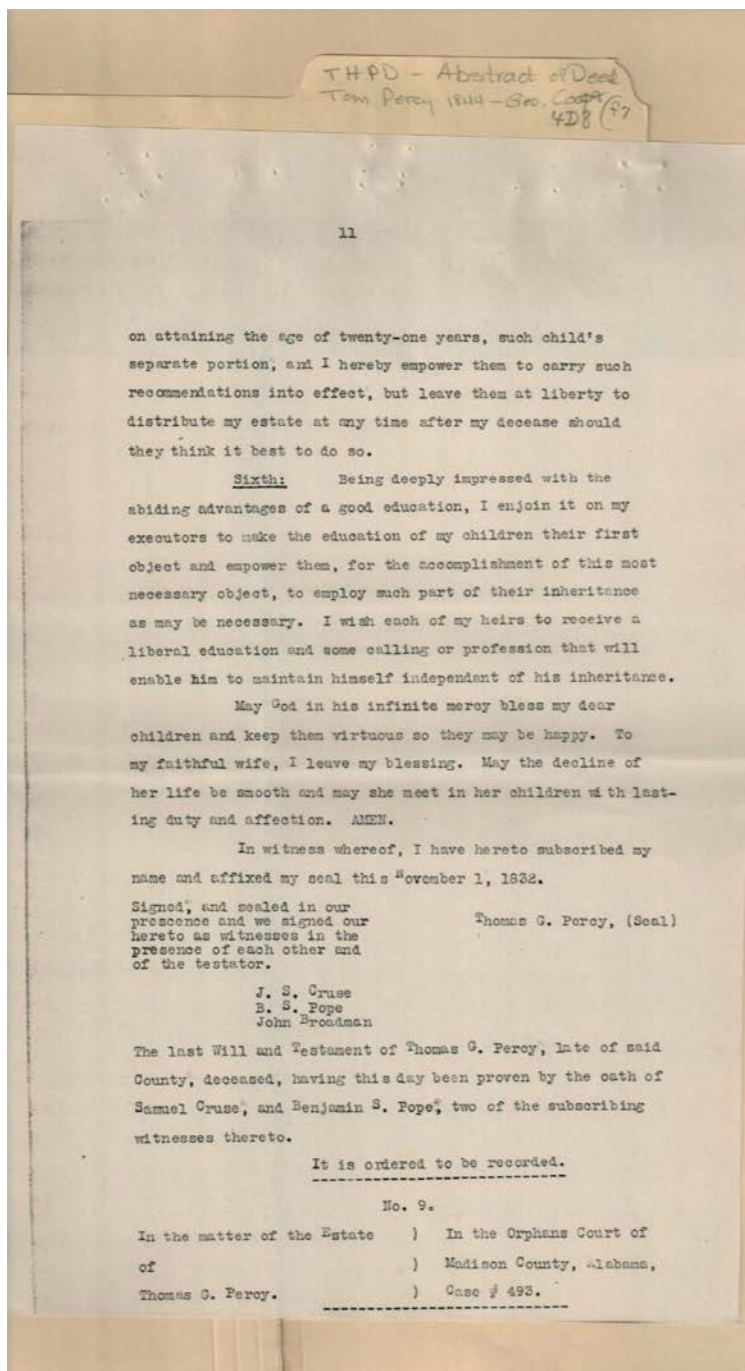 THPD - Abstract of Deed
Tom Percy 1844 - Geo.
4D8 (f7
11
on attaining the age of twenty-one years, such child's
separate portion, and I hereby empower them to carry such
recommendations into effect, but leave them at liberty to
distribute my estate at any time after my decease should
they think it best to do so.
Sixth: Being deeply impressed with the
abiding advantages of a good education, I enjoin it on my
executors to make the education of my children their first
object and empower them, for the accomplishment of this most
necessary object, to employ such part of their inheritance
as may be necessary. I wish each of my heirs to receive a
liberal education and some calling or profession that will
enable him to maintain himself independant of his inheritance.
May God in his infinite mercy bless my dear
children and keep them virtuous so they may be happy. To
my faithful wife, I leave my blessing. May the decline of
her life be smooth and may she meet in her children with last-
ing duty and affection. AMEN.
In witness whereof, I have hereto subscribed my
name and affixed my seal this November 1, 1832.
Signed, and sealed in our
prescence and we signed our
hereto as witnesses in the
presence of each other and
of the testator.
Thomas G. Percy, (Seal)
J. S. Cruse
B. S. Pope
John Broadman
The last Will and Testament of Thomas G. Percy, late of said
County, deceased, having this day been proven by the oath of
Samuel Cruse, and Benjamin S. Pope, two of the subscribing
witnesses thereto.
It is ordered to be recorded.
No. 9.
In the matter of the Estate ) In the Orphans Court of
of ) Madison County, Alabama,
Thomas G. Percy. ) Case # 493.